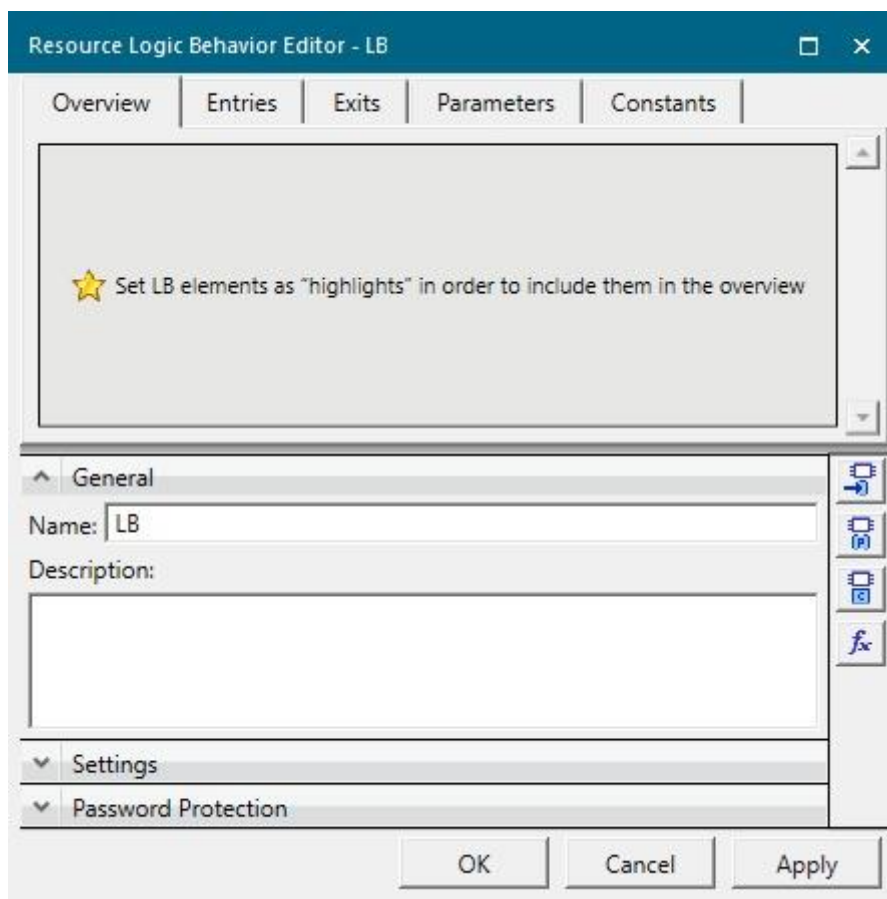 Resource Logic Behavior Editor - LB
Overview Entries Exits Parameters Constants
Set LB elements as "highlights" in order to include them in the overview
General
Name: LB
Description:
Settings
Password Protection
(P)
C
fx
OK Cancel Apply